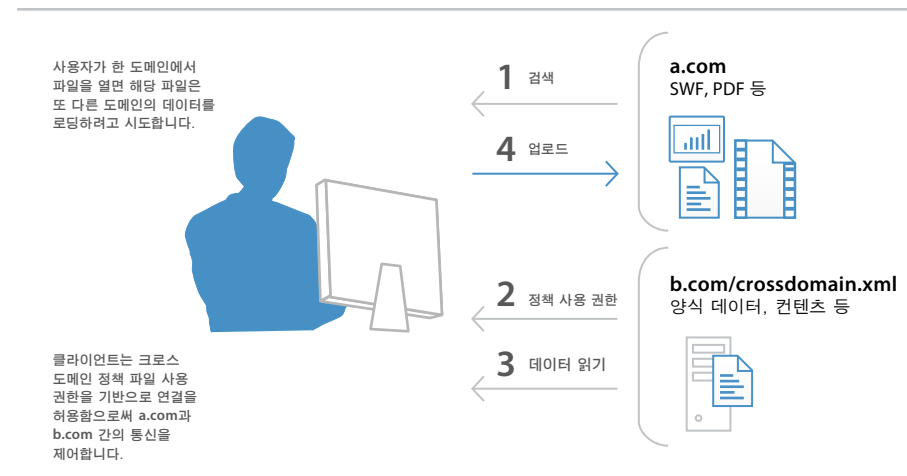 사용자가 한 도메인에서
파일을 열면 해당 파일은
또 다른 도메인의 데이터를
로딩하려고 시도합니다.
1 검색
4 업로드
a.com
SWF, PDF 등
2 정책 사용 권한
3 데이터 읽기
b.com/crossdomain.xml
양식 데이터, 컨텐츠 등
클라이언트는 크로스
도메인 정책 파일 사용
권한을 기반으로 연결을
허용함으로써 a.com과
b.com 간의 통신을
제어합니다.